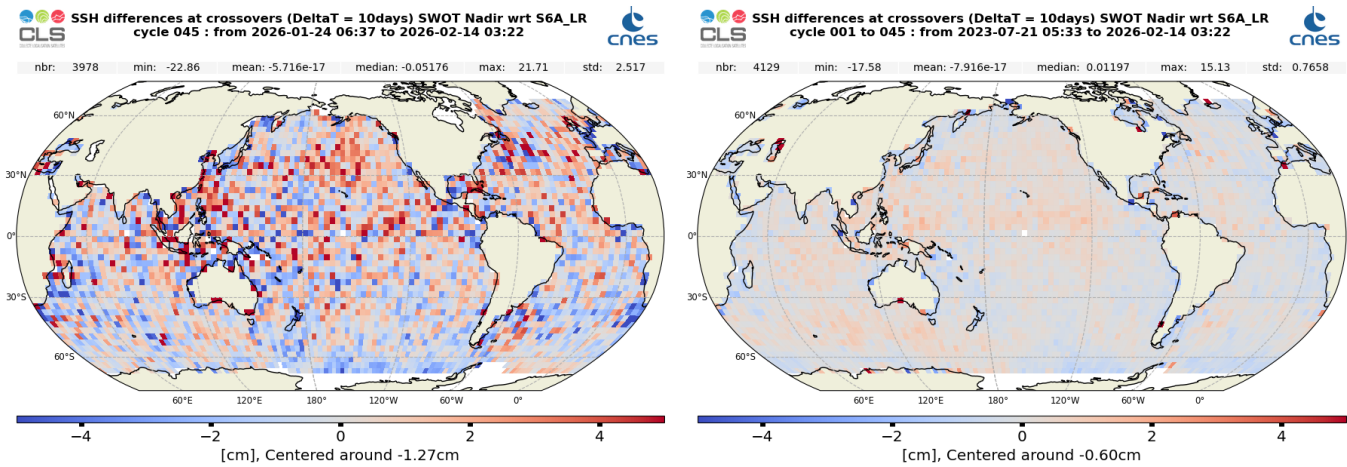 CLS
SSH differences at crossovers (DeltaT = 10days) SWOT Nadir wrt S6A_LR
cycle 045 : from 2026-01-24 06:37 to 2026-02-14 03:22
cnes
nbr: 3978 min: -22.86 mean: -5.716e-17 median: -0.05176 max: 21.71 std: 2.517
60°N
30°N
0°
30°S
60°S
60°E 120°E 180° 120°W 60°W 0°
−4 −2 0 2 4
[cm], Centered around -1.27cm
CLS
SSH differences at crossovers (DeltaT = 10days) SWOT Nadir wrt S6A_LR
cycle 001 to 045 : from 2023-07-21 05:33 to 2026-02-14 03:22
cnes
nbr: 4129 min: -17.58 mean: -7.916e-17 median: 0.01197 max: 15.13 std: 0.7658
60°N
30°N
0°
30°S
60°S
60°E 120°E 180° 120°W 60°W 0°
−4 −2 0 2 4
[cm], Centered around -0.60cm